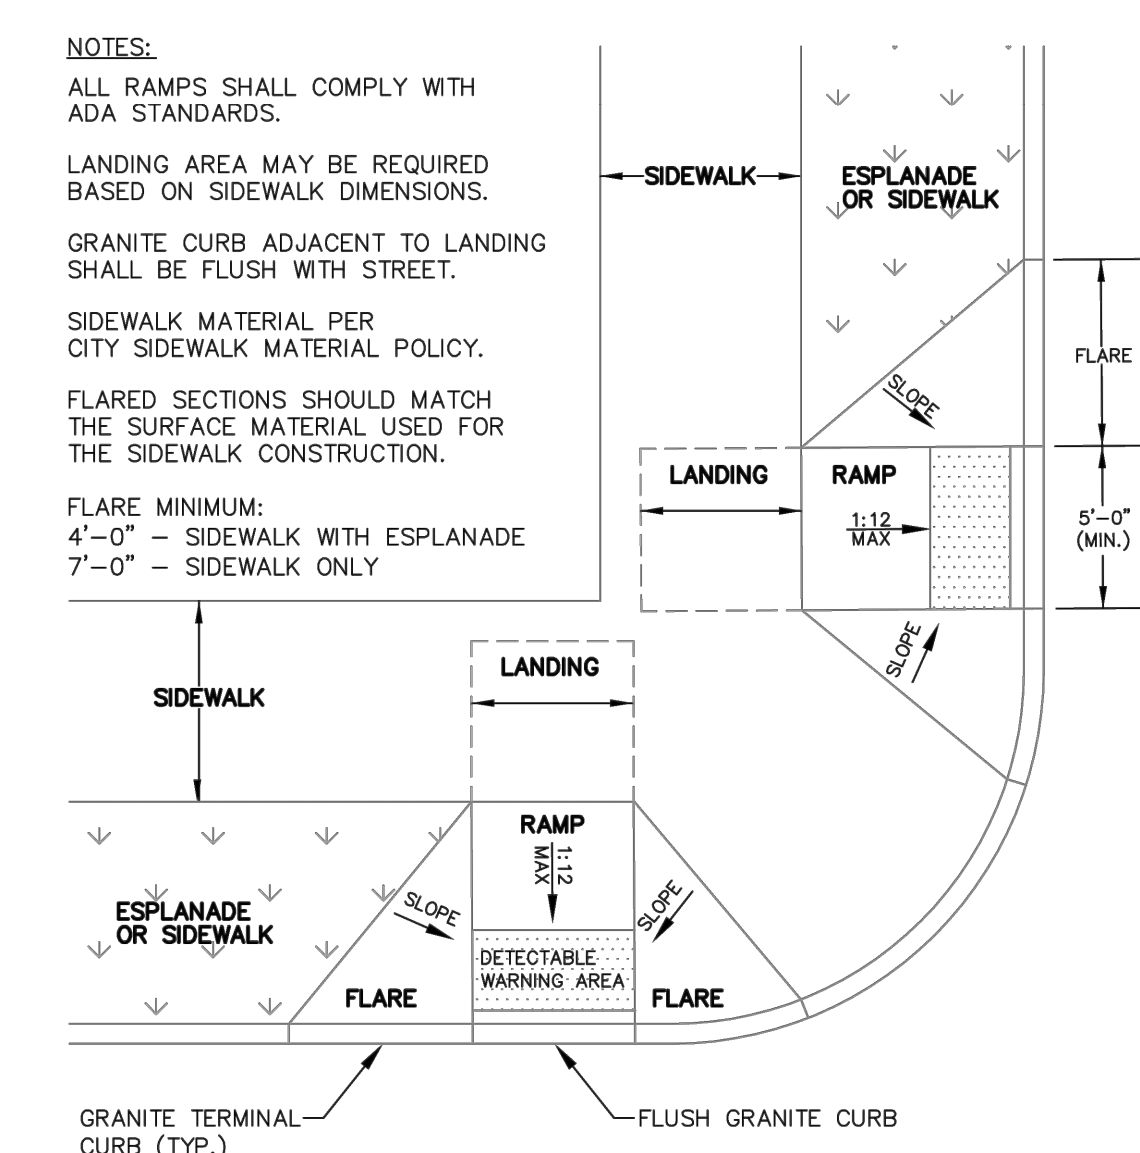 NOTES:
ALL RAMPS SHALL COMPLY WITH
ADA STANDARDS.
LANDING AREA MAY BE REQUIRED
BASED ON SIDEWALK DIMENSIONS.
GRANITE CURB ADJACENT TO LANDING
SHALL BE FLUSH WITH STREET.
SIDEWALK MATERIAL PER
CITY SIDEWALK MATERIAL POLICY.
FLARED SECTIONS SHOULD MATCH
THE SURFACE MATERIAL USED FOR
THE SIDEWALK CONSTRUCTION.
FLARE MINIMUM:
4'-0" – SIDEWALK WITH ESPLANADE
7'-0" – SIDEWALK ONLY
SIDEWALK
ESPLANADE
OR SIDEWALK
FLARE
SLOPE
LANDING
RAMP
1:12
MAX
5'-0"
(MIN.)
SLOPE
LANDING
SIDEWALK
RAMP
1:12
MAX
ESPLANADE
OR SIDEWALK
SLOPE
SLOPE
DETECTABLE
WARNING AREA
FLARE
FLARE
GRANITE TERMINAL
CURB (TYP.)
FLUSH GRANITE CURB